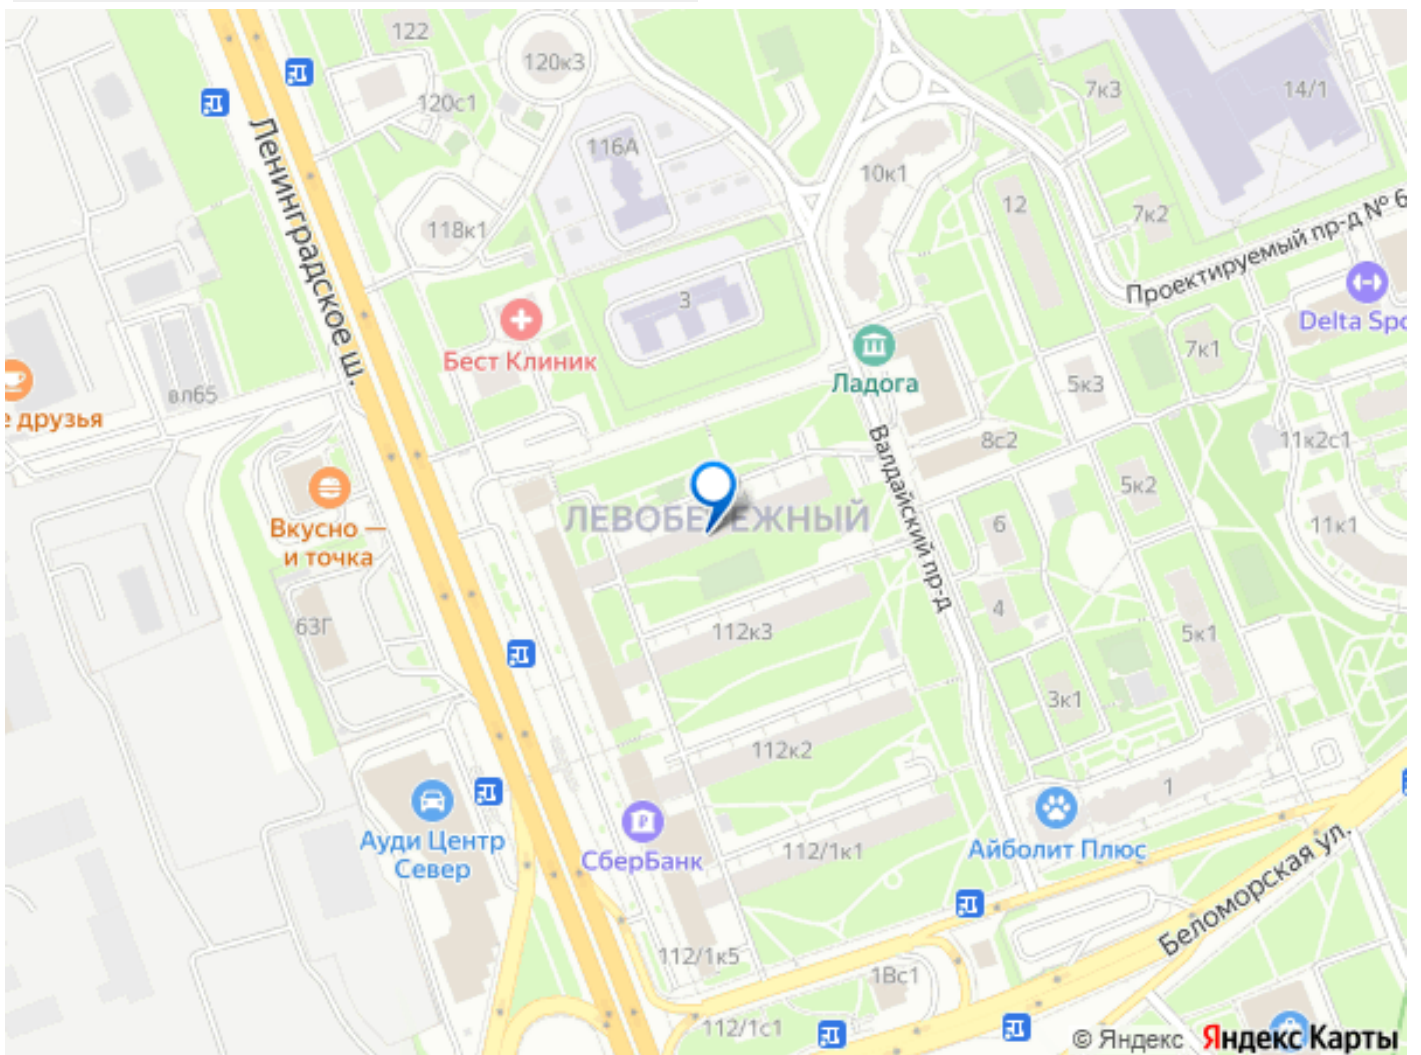 122
120к3
7к3
14/1
120с1
Ленинградское ш.
116А
10к1
12
7к2
118к1
Проектируемый пр-д № 6
3
Delta Spo
Бест Клиник
7к1
Ладога
5к3
вл65
е друзья
Валдайский пр-д
8с2
11к2с1
5к2
Вкусно —
и точка
ЛЕВОБЕРЕЖНЫЙ
6
11к1
4
63Г
112к3
5к1
3к1
112к2
1
Ауди Центр
Север
СберБанк
112/1к1
Айболит Плюс
Беломорская ул.
112/1к5
1Вс1
112/1с1
© Яндекс Яндекс Карты